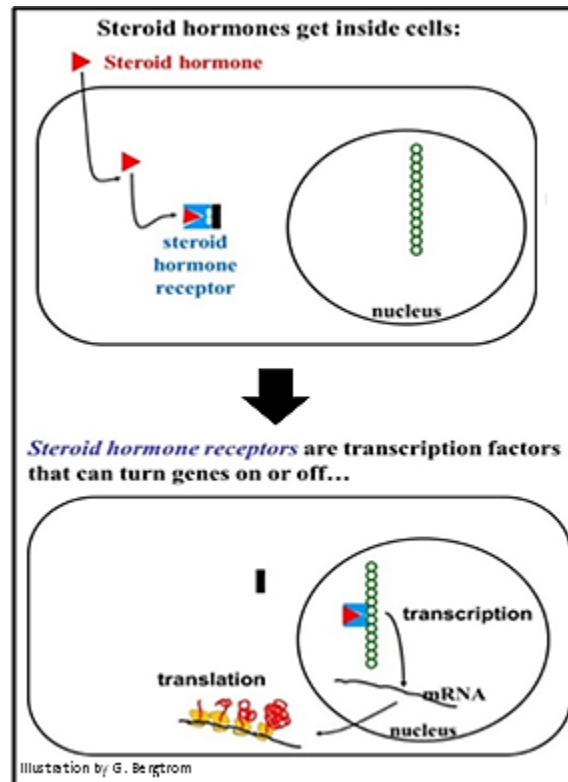 Steroid hormones get inside cells:
Steroid hormone
steroid
hormone
receptor
nucleus
Steroid hormone receptors are transcription factors
that can turn genes on or off...
transcription
translation
mRNA
nucleus
Illustration by G. Bergtrom